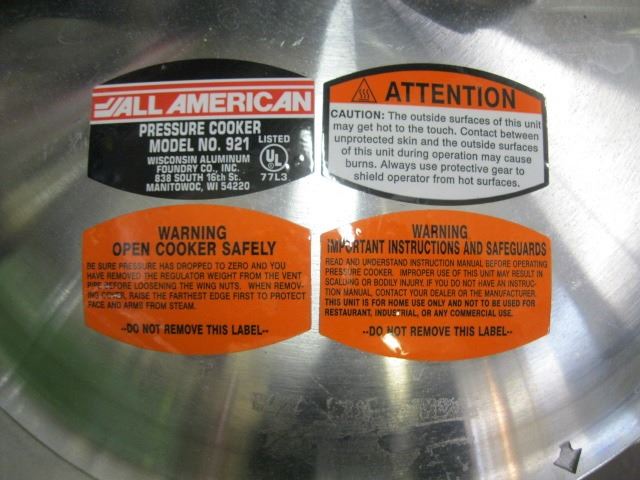 ALL AMERICAN
PRESSURE COOKER
MODEL NO. 921
LISTED
UL
77L3
WISCONSIN ALUMINUM
FOUNDRY CO., INC.
838 SOUTH 16th St.
MANITOWOC, WI 54220
ATTENTION
CAUTION: The outside surfaces of this unit
may get hot to the touch. Contact between
unprotected skin and the outside surfaces
of this unit during operation may cause
burns. Always use protective gear to
shield operator from hot surfaces.
WARNING
OPEN COOKER SAFELY
BE SURE PRESSURE HAS DROPPED TO ZERO AND YOU
HAVE REMOVED THE REGULATOR WEIGHT FROM THE VENT
PIPE BEFORE LOOSENING THE WING NUTS. WHEN REMOV-
ING COVER, RAISE THE FARTHEST EDGE FIRST TO PROTECT
FACE AND ARMS FROM STEAM.
--DO NOT REMOVE THIS LABEL--
WARNING
IMPORTANT INSTRUCTIONS AND SAFEGUARDS
READ AND UNDERSTAND INSTRUCTION MANUAL BEFORE OPERATING
PRESSURE COOKER. IMPROPER USE OF THIS UNIT MAY RESULT IN
SCALDING OR BODILY INJURY. IF YOU DO NOT HAVE AN INSTRUC-
TION MANUAL, CONTACT YOUR DEALER OR THE MANUFACTURER.
THIS UNIT IS FOR HOME USE ONLY AND NOT TO BE USED FOR
RESTAURANT, INDUSTRIAL, OR ANY COMMERCIAL USE.
--DO NOT REMOVE THIS LABEL--